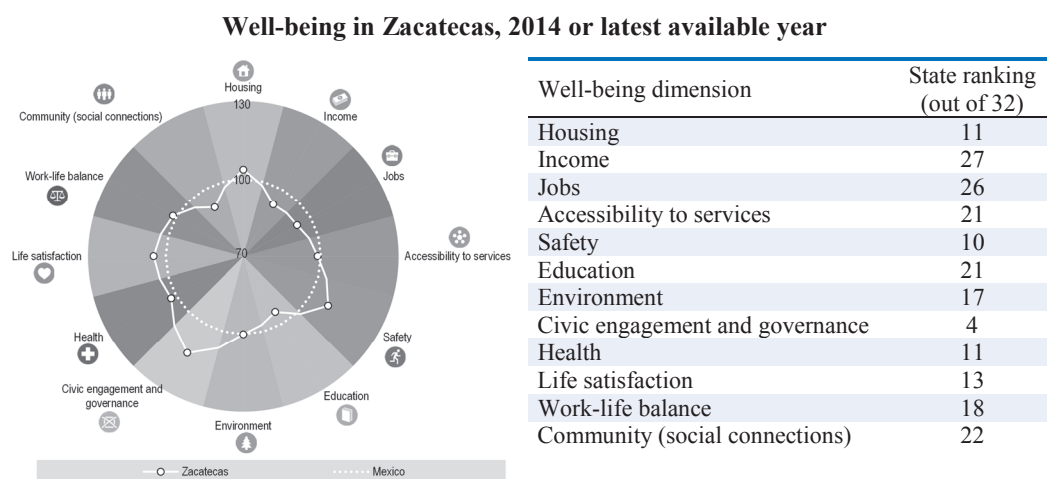 Well-being in Zacatecas, 2014 or latest available year
Housing
130
Community (social connections)
Income
Work-life balance
Jobs
100
70
Life satisfaction
Accessibility to services
Health
Safety
Civic engagement and
governance
Education
Environment
Zacatecas
Mexico
Well-being dimension
State ranking
(out of 32)
Housing 11
Income 27
Jobs 26
Accessibility to services 21
Safety 10
Education 21
Environment 17
Civic engagement and governance 4
Health 11
Life satisfaction 13
Work-life balance 18
Community (social connections) 22